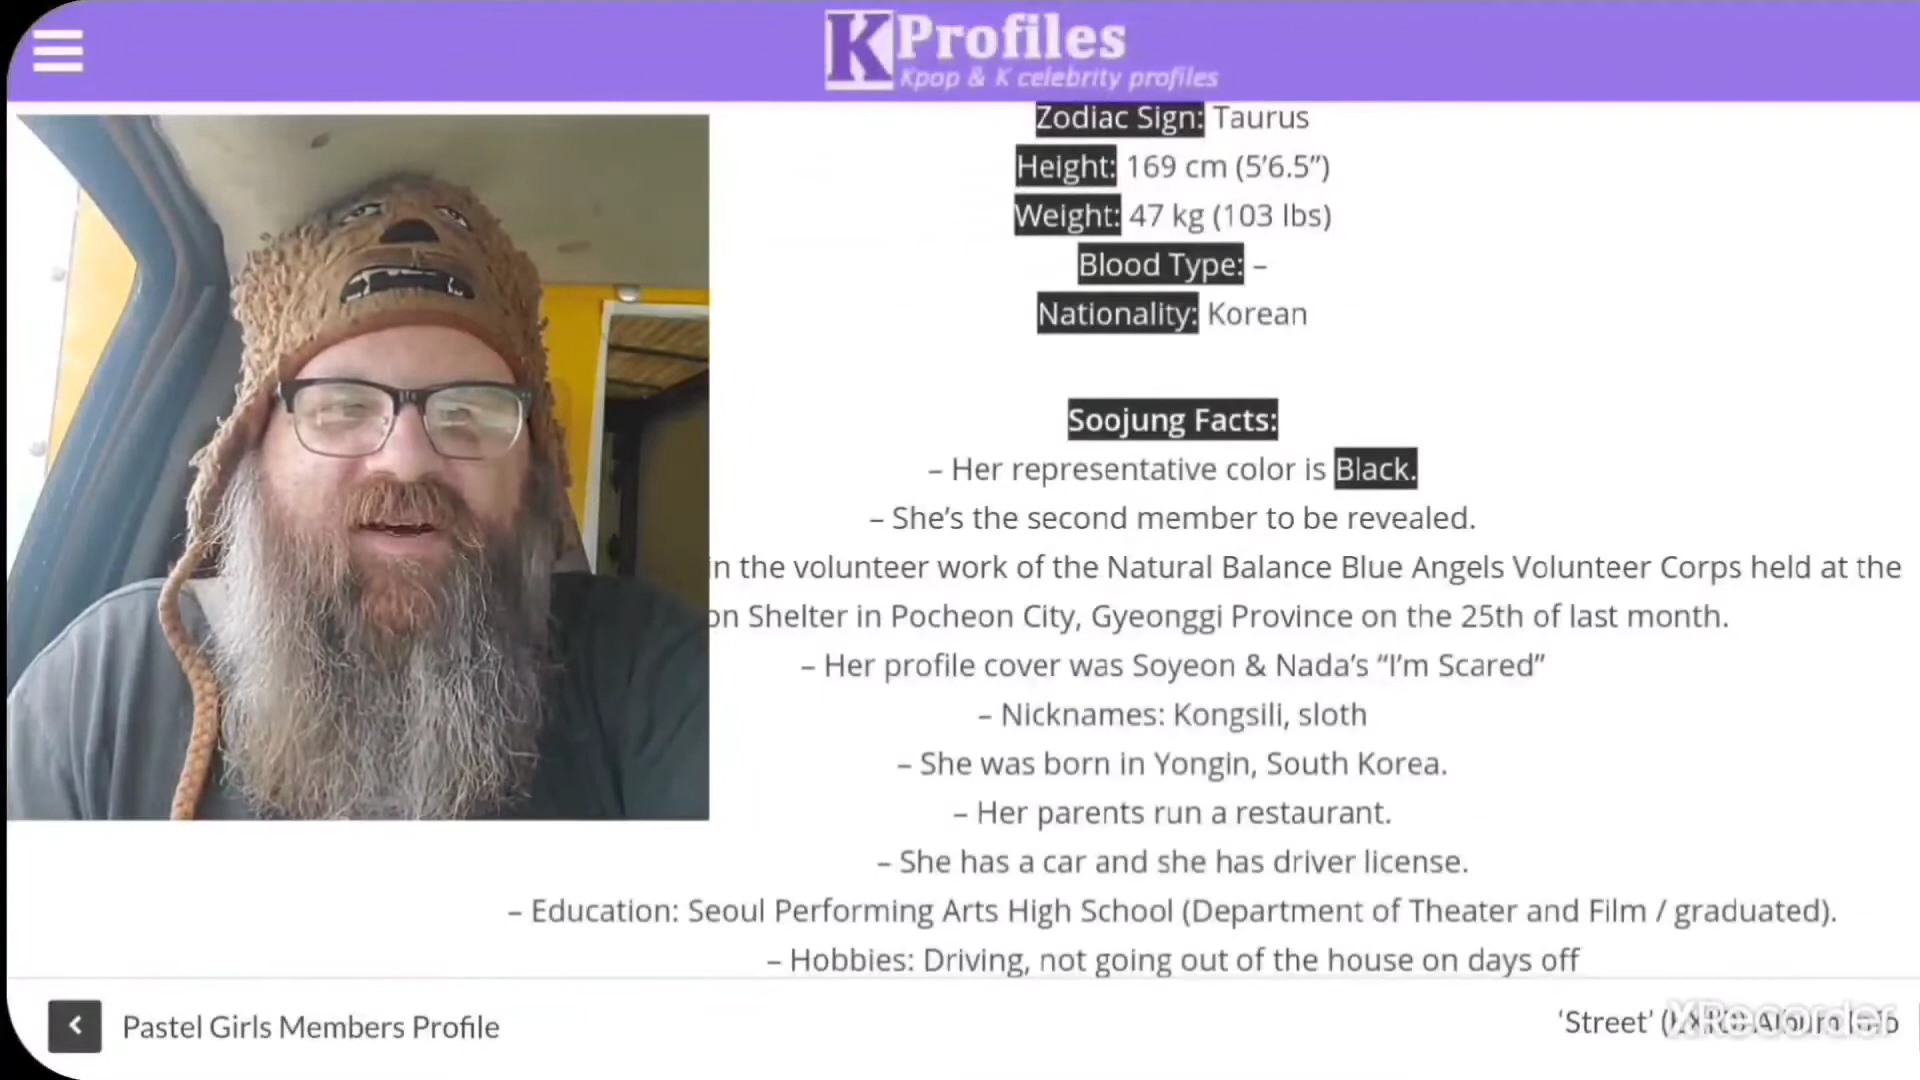 KProfiles
Kpop & K celebrity profiles
Zodiac Sign: Taurus
Height: 169 cm (5’6.5”)
Weight: 47 kg (103 lbs)
Blood Type: –
Nationality: Korean
Soojung Facts:
– Her representative color is Black.
– She’s the second member to be revealed.
in the volunteer work of the Natural Balance Blue Angels Volunteer Corps held at the
on Shelter in Pocheon City, Gyeonggi Province on the 25th of last month.
– Her profile cover was Soyeon & Nada’s “I’m Scared”
– Nicknames: Kongsili, sloth
– She was born in Yongin, South Korea.
– Her parents run a restaurant.
– She has a car and she has driver license.
– Education: Seoul Performing Arts High School (Department of Theater and Film / graduated).
– Hobbies: Driving, not going out of the house on days off
Pastel Girls Members Profile
‘Street’ ( Album Info
XRecorder